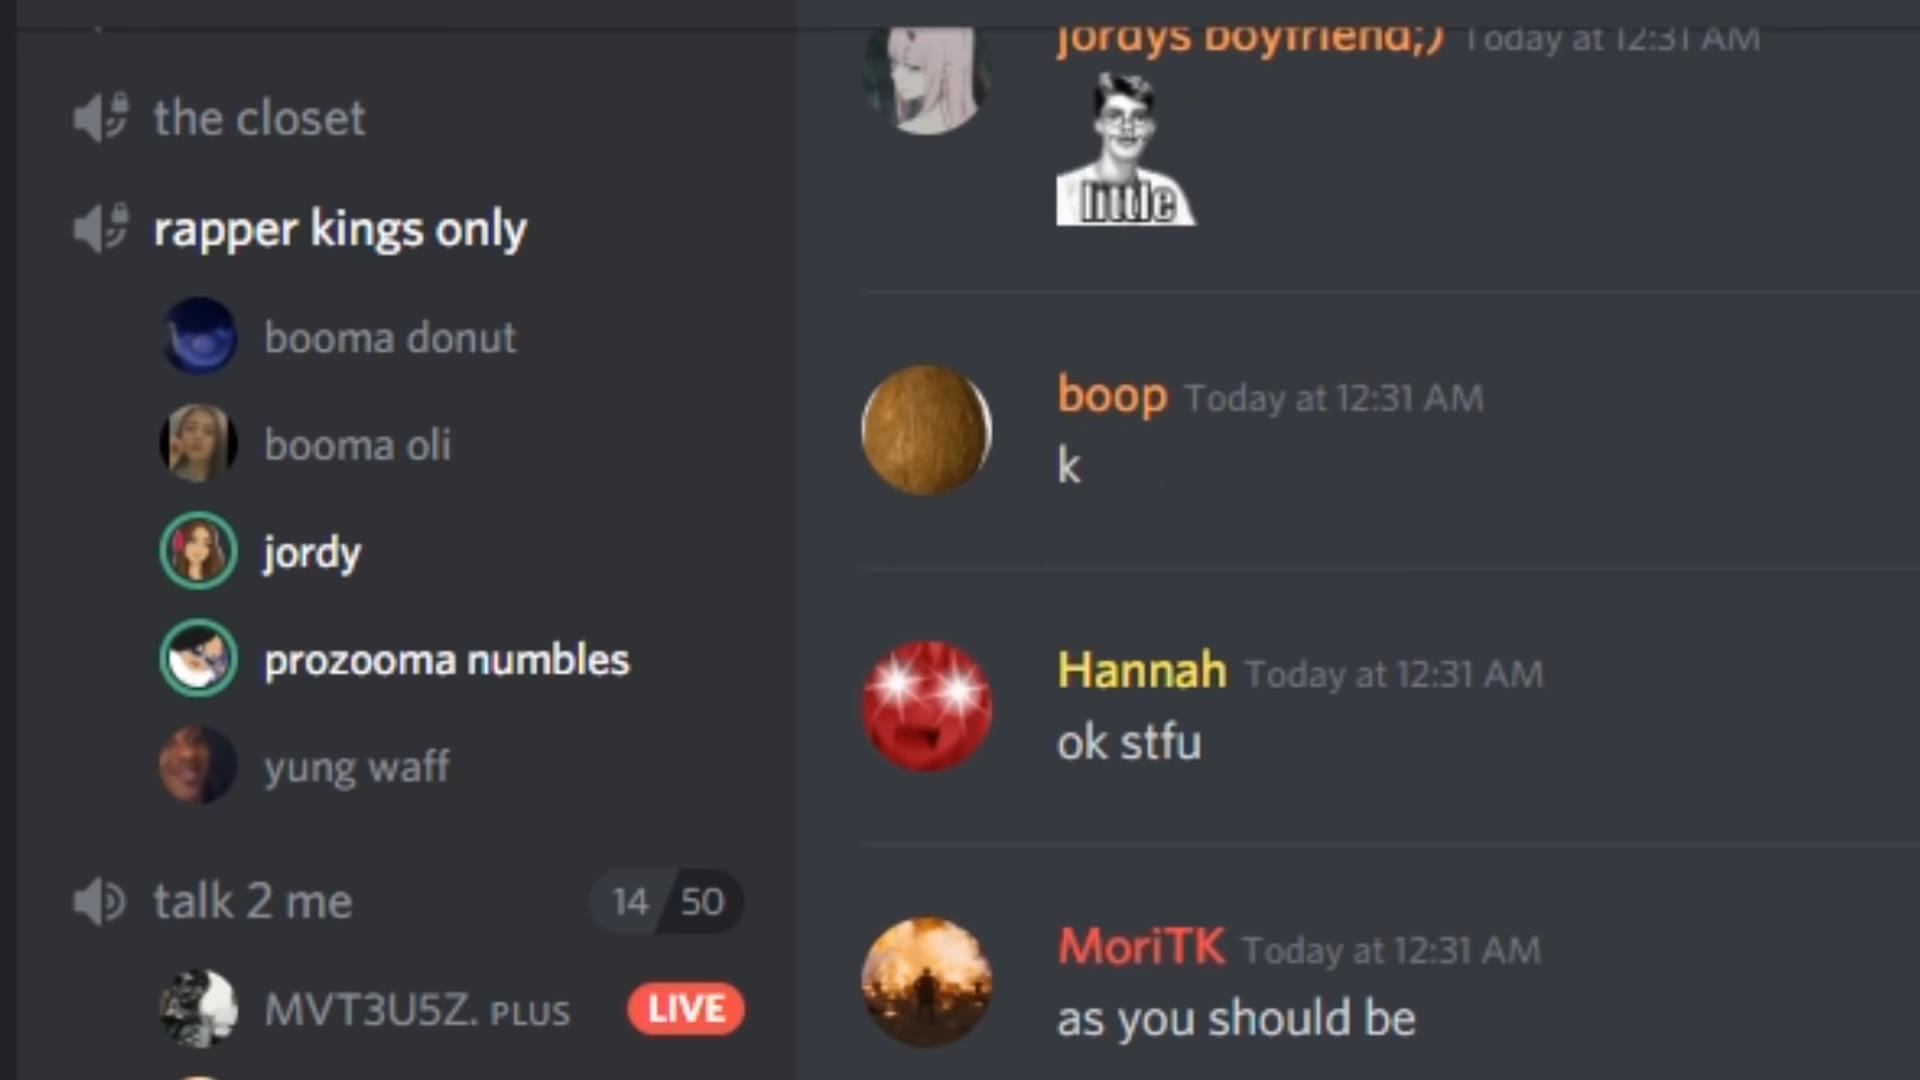 the closet
rapper kings only
booma donut
booma oli
jordy
prozooma numbles
yung waff
talk 2 me 14 50
MVT3U5Z. PLUS LIVE
jordys boyfriend;) Today at 12:31 AM
little
boop Today at 12:31 AM
k
Hannah Today at 12:31 AM
ok stfu
MoriTK Today at 12:31 AM
as you should be